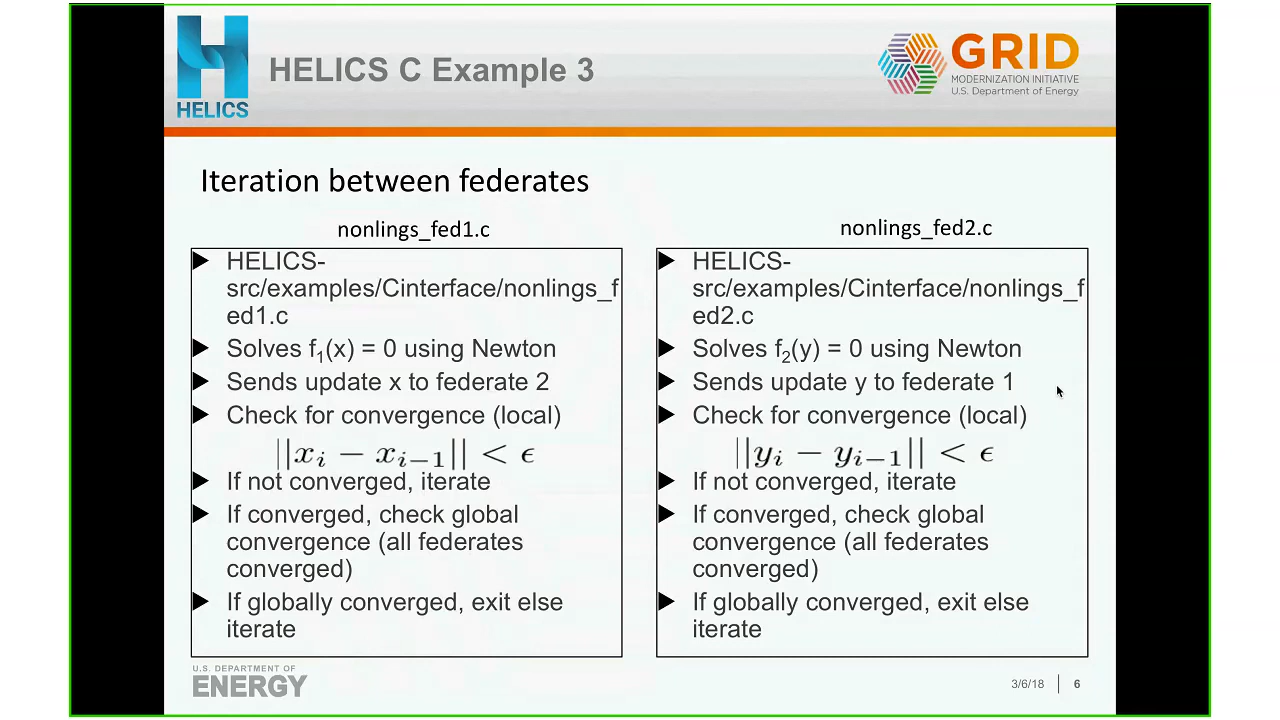 HELICS
HELICS C Example 3
GRID
MODERNIZATION INITIATIVE
U.S. Department of Energy
Iteration between federates
nonlings_fed1.c
HELICS-
src/examples/Cinterface/nonlings_f
ed1.c
Solves f₁(x) = 0 using Newton
Sends update x to federate 2
Check for convergence (local)
||xᵢ − xᵢ₋₁|| < ϵ
If not converged, iterate
If converged, check global
convergence (all federates
converged)
If globally converged, exit else
iterate
nonlings_fed2.c
HELICS-
src/examples/Cinterface/nonlings_f
ed2.c
Solves f₂(y) = 0 using Newton
Sends update y to federate 1
Check for convergence (local)
||yᵢ − yᵢ₋₁|| < ϵ
If not converged, iterate
If converged, check global
convergence (all federates
converged)
If globally converged, exit else
iterate
U.S. DEPARTMENT OF
ENERGY
3/6/18
6